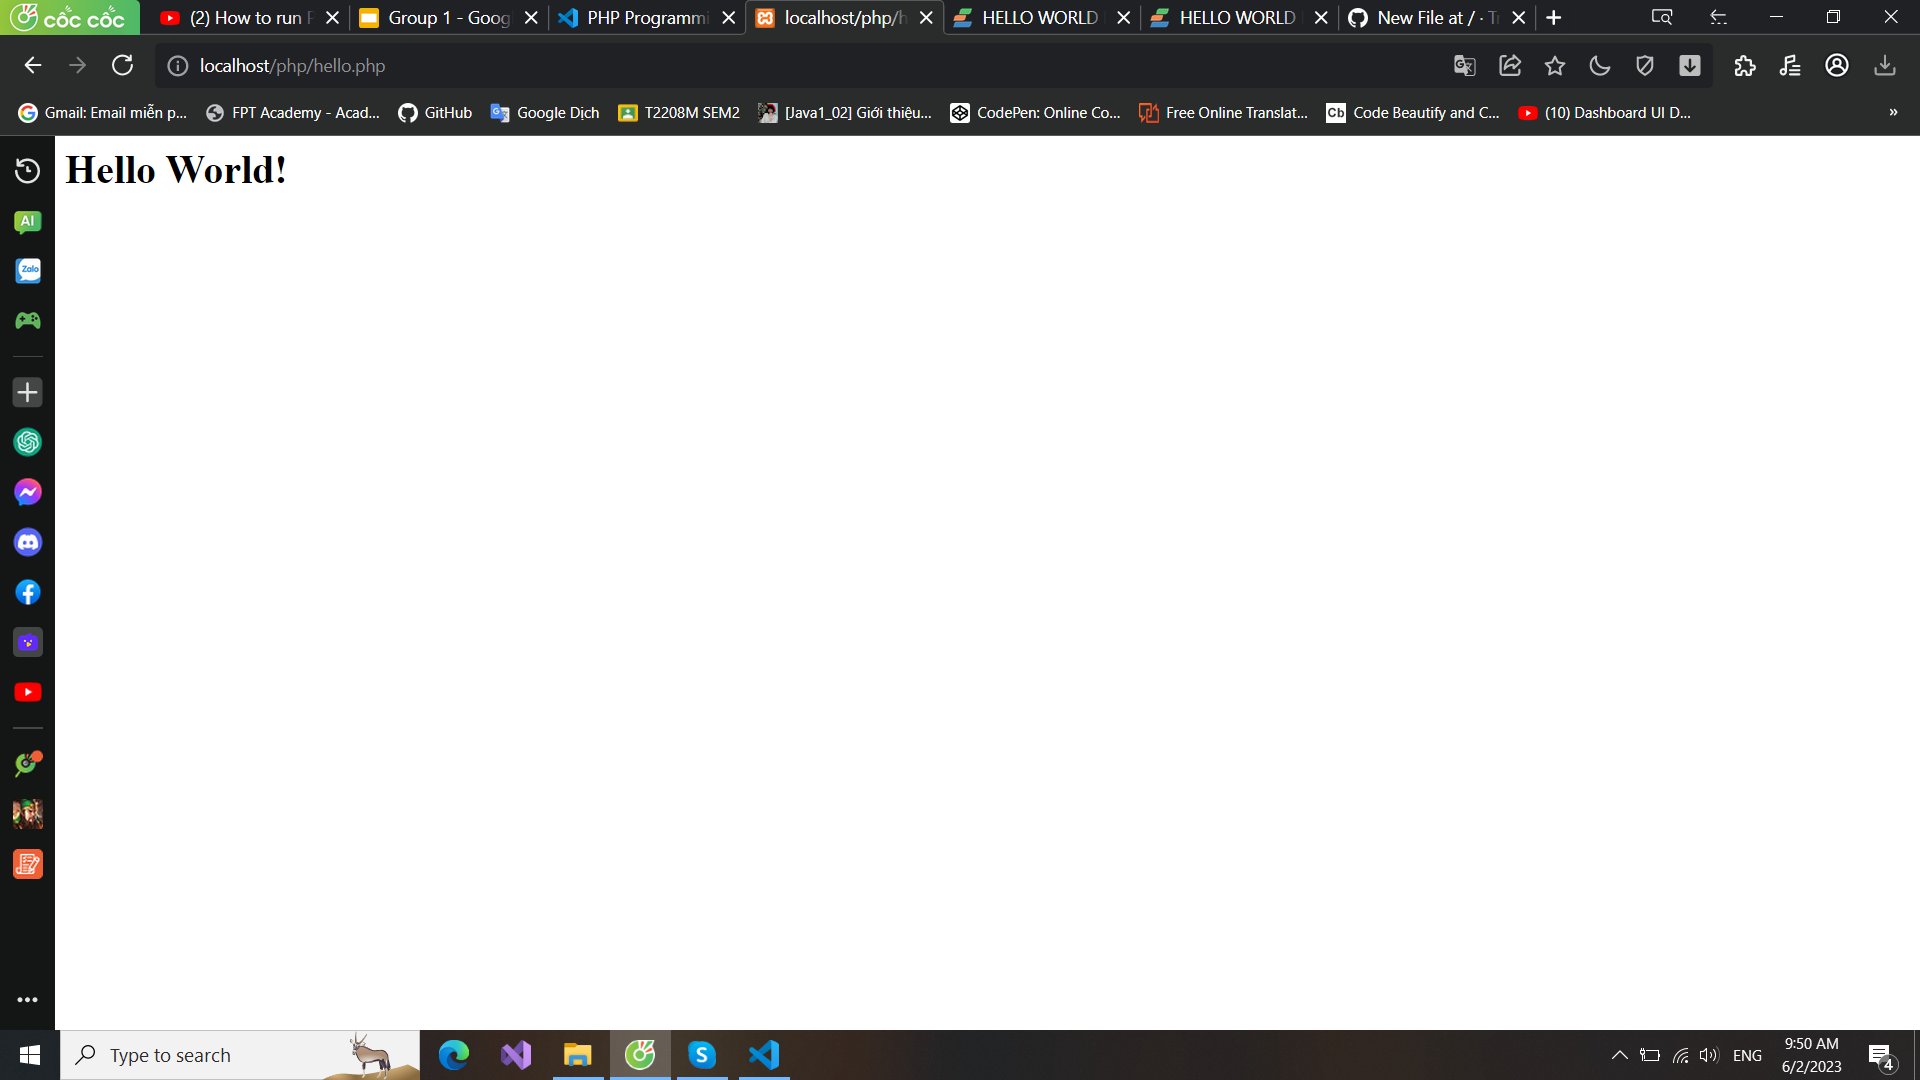 cốc cốc
(2) How to run P
Group 1 - Goog
PHP Programmi
localhost/php/h
HELLO WORLD
HELLO WORLD
New File at / · Tr
localhost/php/hello.php
Gmail: Email miễn p...
FPT Academy - Acad...
GitHub
Google Dịch
T2208M SEM2
[Java1_02] Giới thiệu...
CodePen: Online Co...
Free Online Translat...
Cb
Code Beautify and C...
(10) Dashboard UI D...
»
Hello World!
AI
Zalo
Type to search
ENG
9:50 AM
6/2/2023
4